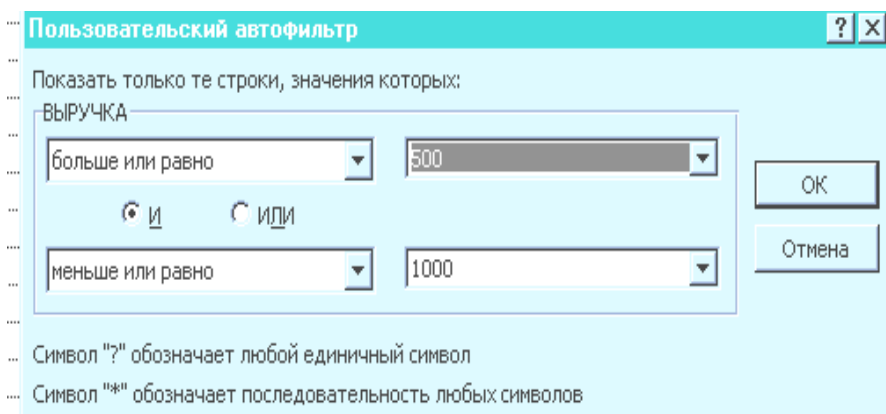 Пользовательский автофильтр
Показать только те строки, значения которых:
ВЫРУЧКА
больше или равно 500
И ИЛИ
ОК
меньше или равно 1000
Отмена
Символ "?" обозначает любой единичный символ
Символ "*" обозначает последовательность любых символов